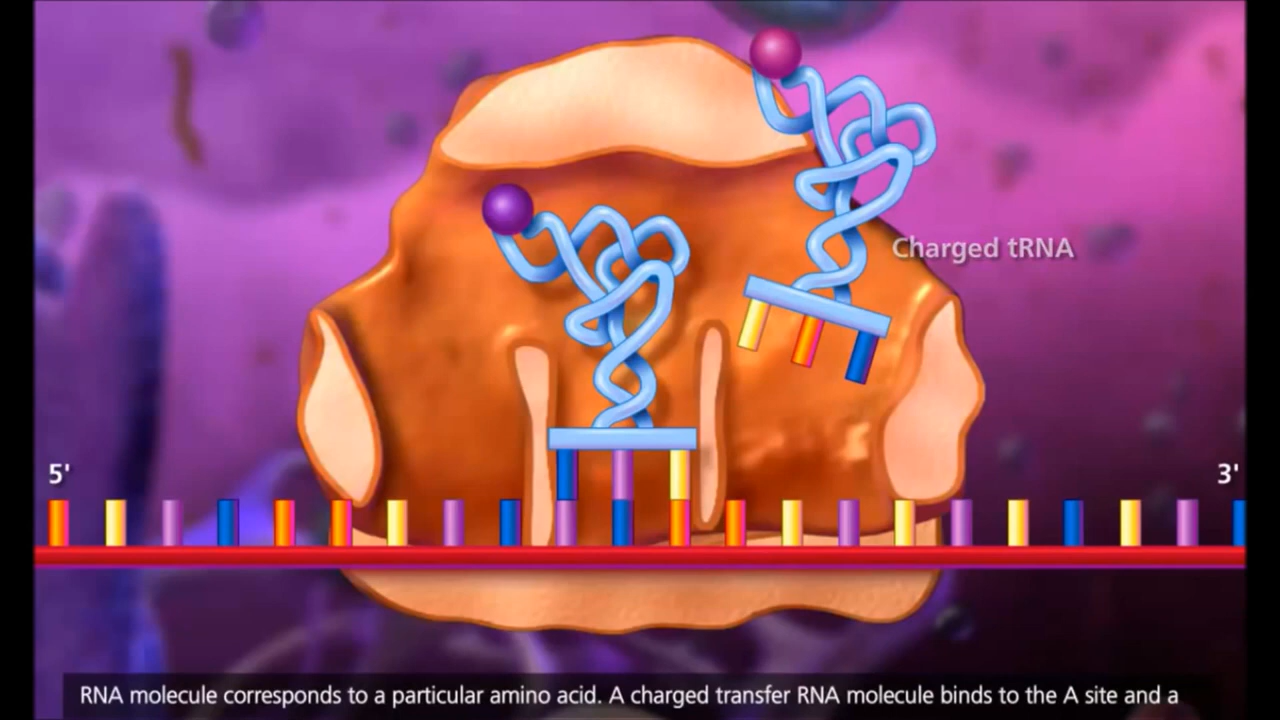 Charged tRNA
5' 3'
RNA molecule corresponds to a particular amino acid. A charged transfer RNA molecule binds to the A site and a